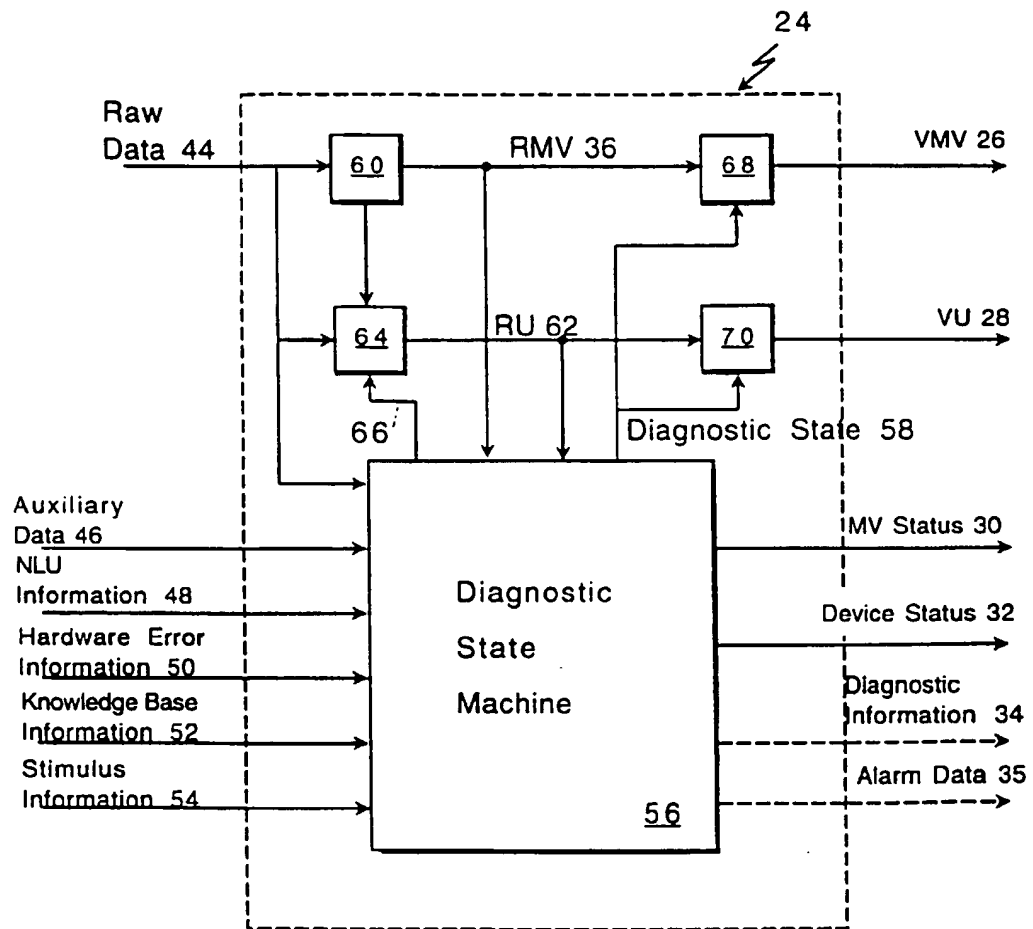 24
Raw
Data 44
60
RMV 36
68
VMV 26
64
RU 62
70
VU 28
66'
Diagnostic State 58
Auxiliary
Data 46
NLU
Information 48
Hardware Error
Information 50
Knowledge Base
Information 52
Stimulus
Information 54
Diagnostic
State
Machine
56
MV Status 30
Device Status 32
Diagnostic
Information 34
Alarm Data 35